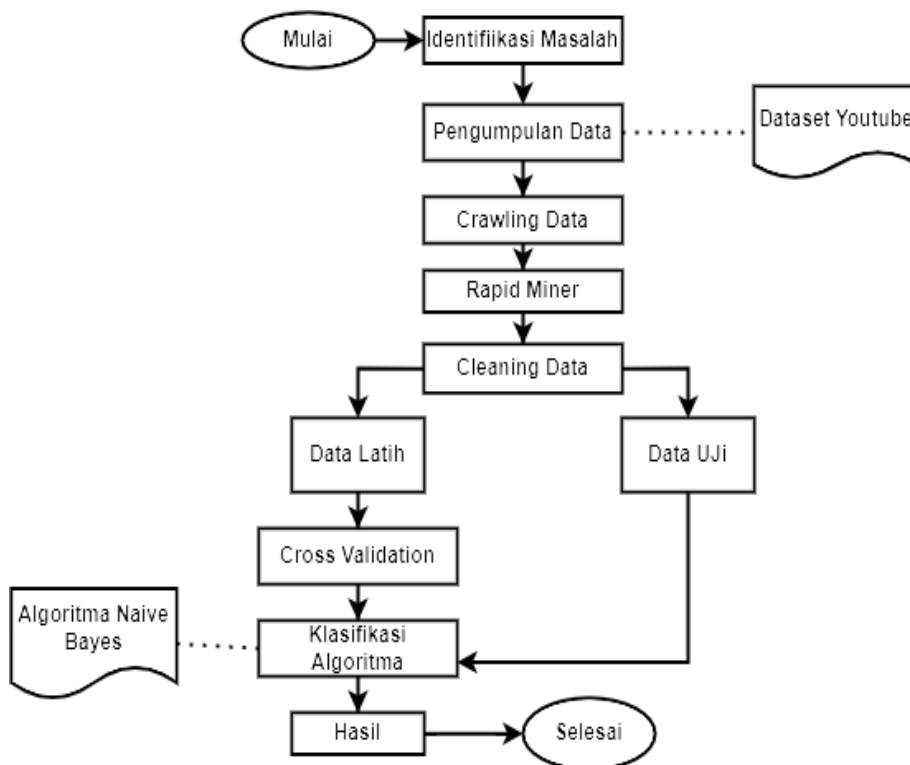 Mulai
Identifiikasi Masalah
Pengumpulan Data
Dataset Youtube
Crawling Data
Rapid Miner
Cleaning Data
Data Latih
Data UJi
Cross Validation
Algoritma Naive
Bayes
Klasifikasi
Algoritma
Hasil
Selesai